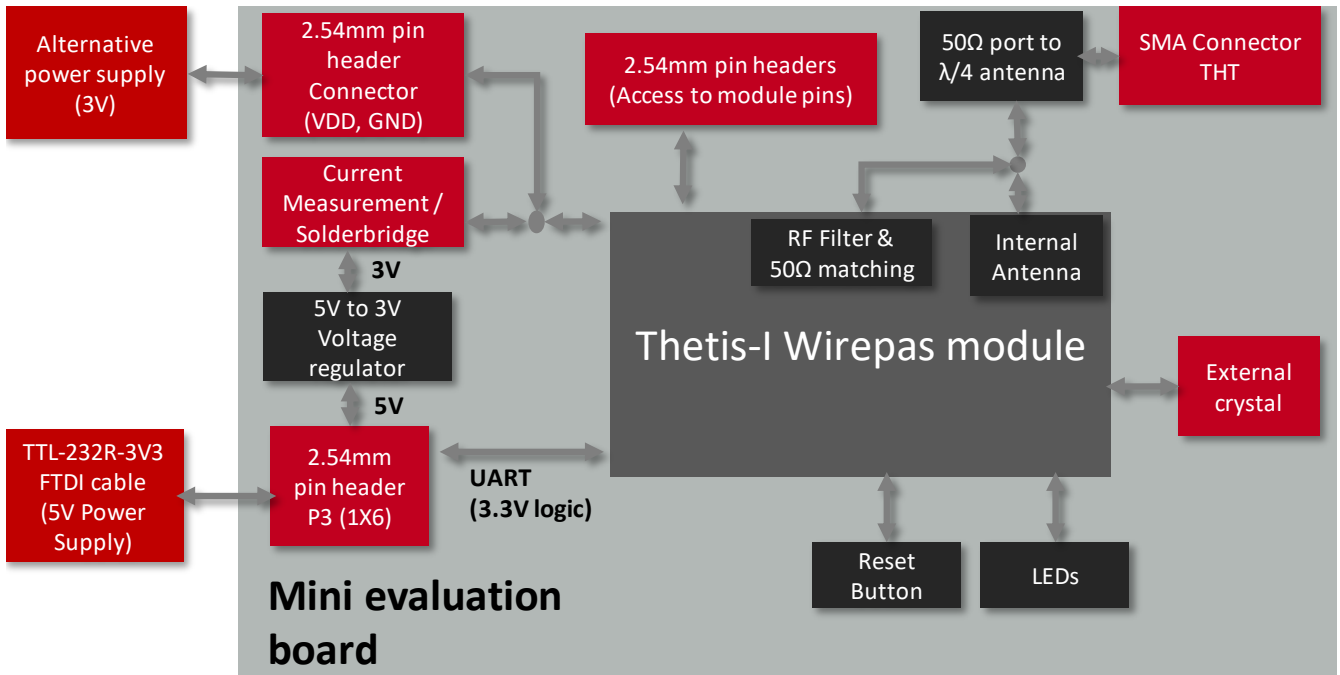 Alternative
power supply
(3V)
2.54mm pin
header
Connector
(VDD, GND)
2.54mm pin headers
(Access to module pins)
50Ω port to
λ/4 antenna
SMA Connector
THT
Current
Measurement /
Solderbridge
3V
RF Filter &
50Ω matching
Internal
Antenna
5V to 3V
Voltage
regulator
Thetis-I Wirepas module
External
crystal
5V
TTL-232R-3V3
FTDI cable
(5V Power
Supply)
2.54mm
pin header
P3 (1X6)
UART
(3.3V logic)
Reset
Button
LEDs
Mini evaluation
board